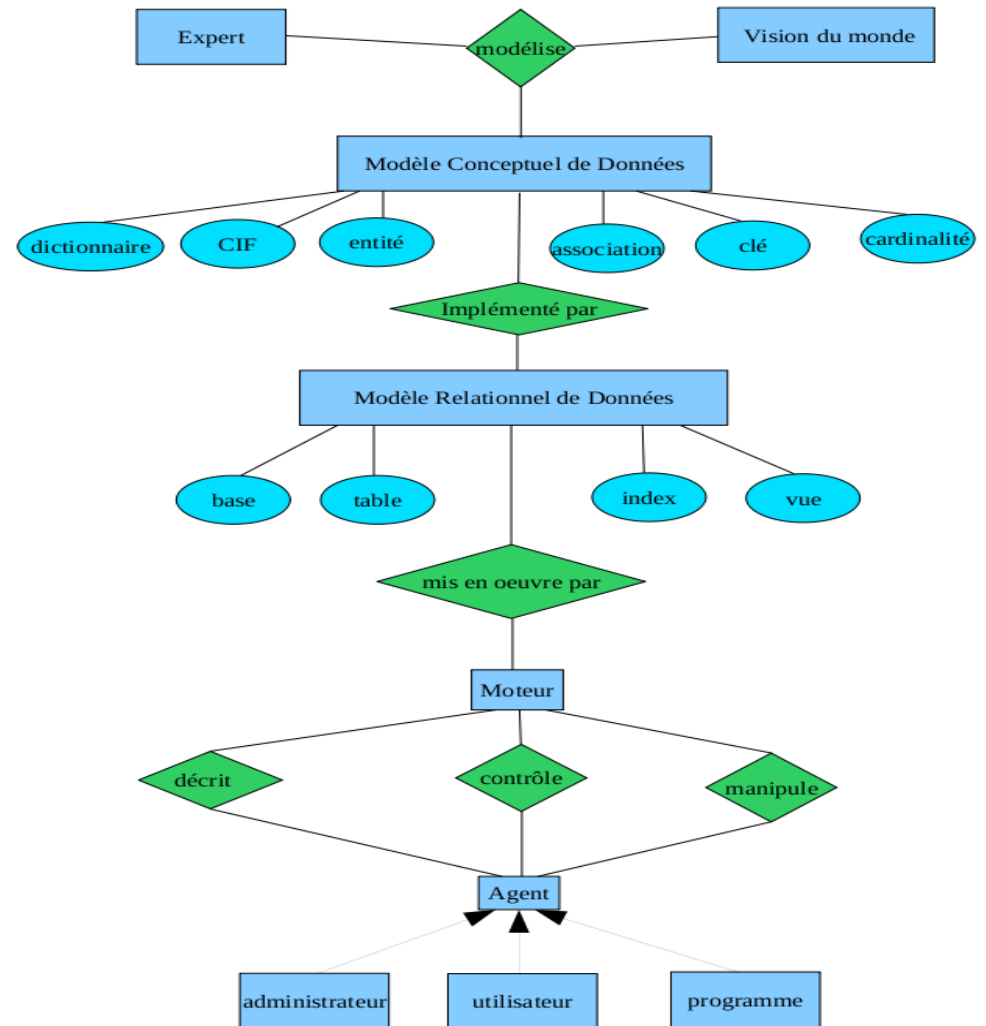 Expert
modélise
Vision du monde
Modèle Conceptuel de Données
dictionnaire
CIF
entité
association
clé
cardinalité
Implémenté par
Modèle Relationnel de Données
base
table
index
vue
mis en oeuvre par
Moteur
décrit
contrôle
manipule
Agent
administrateur
utilisateur
programme